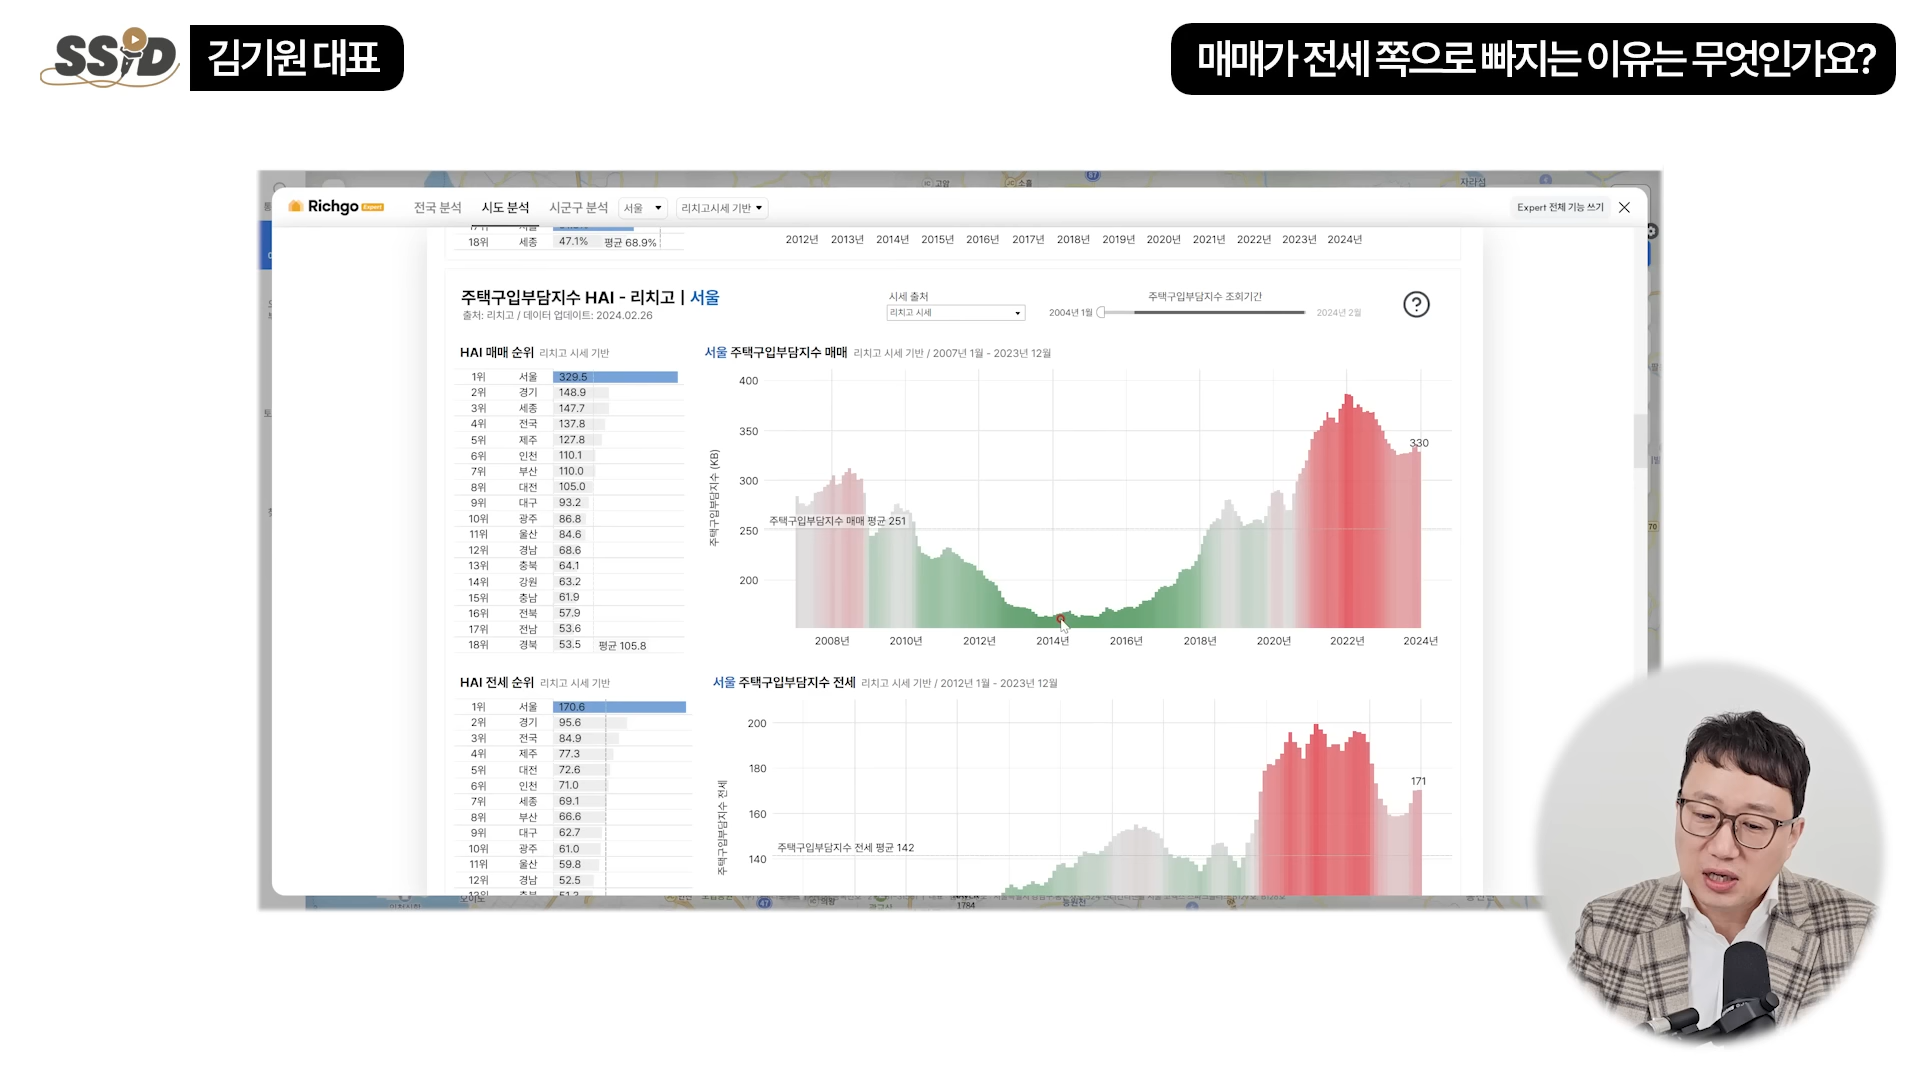 SSiD
김기원 대표
매매가 전세 쪽으로 빠지는 이유는 무엇인가요?
고암
소흘
자라섬
Richgo Expert
전국 분석
시도 분석
시군구 분석
서울
리치고시세 기반
Expert 전체 기능 쓰기
18위 세종 47.1% 평균 68.9%
2012년 2013년 2014년 2015년 2016년 2017년 2018년 2019년 2020년 2021년 2022년 2023년 2024년
주택구입부담지수 HAI - 리치고 | 서울
출처: 리치고 / 데이터 업데이트: 2024.02.26
시세 출처
리치고 시세
주택구입부담지수 조회기간
2004년 1월
2024년 2월
?
HAI 매매 순위 리치고 시세 기반
1위 서울 329.5
2위 경기 148.9
3위 세종 147.7
4위 전국 137.8
5위 제주 127.8
6위 인천 110.1
7위 부산 110.0
8위 대전 105.0
9위 대구 93.2
10위 광주 86.8
11위 울산 84.6
12위 경남 68.6
13위 충북 64.1
14위 강원 63.2
15위 충남 61.9
16위 전북 57.9
17위 전남 53.6
18위 경북 53.5 평균 105.8
서울 주택구입부담지수 매매 리치고 시세 기반 / 2007년 1월 - 2023년 12월
주택구입부담지수 (KB)
400
350
300
250
200
330
주택구입부담지수 매매 평균 251
2008년 2010년 2012년 2014년 2016년 2018년 2020년 2022년 2024년
HAI 전세 순위 리치고 시세 기반
1위 서울 170.6
2위 경기 95.6
3위 전국 84.9
4위 제주 77.3
5위 대전 72.6
6위 인천 71.0
7위 세종 69.1
8위 부산 66.6
9위 대구 62.7
10위 광주 61.0
11위 울산 59.8
12위 경남 52.5
서울 주택구입부담지수 전세 리치고 시세 기반 / 2012년 1월 - 2023년 12월
주택구입부담지수 전세
200
180
160
140
171
주택구입부담지수 전세 평균 142
47
1784
70